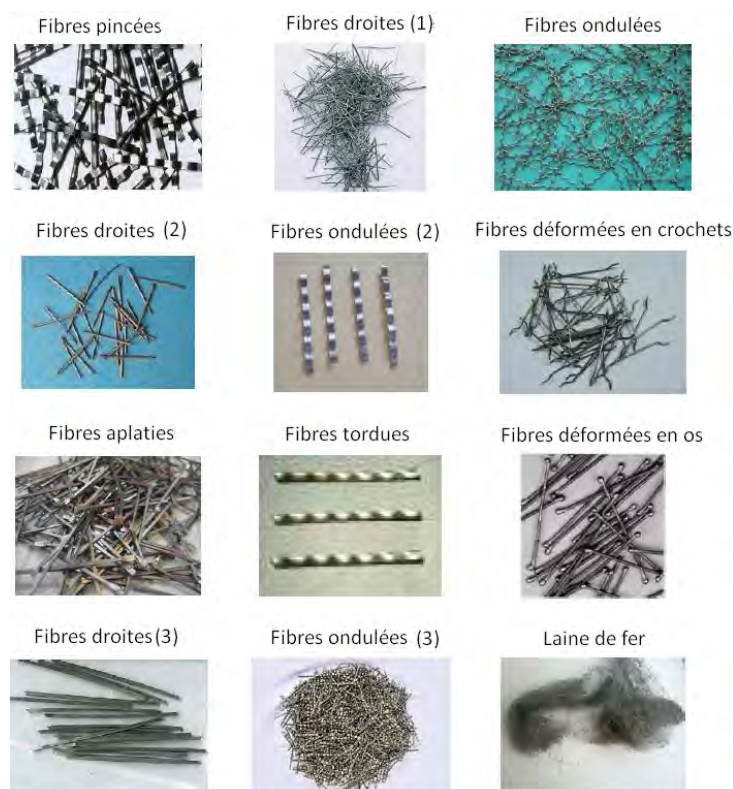 Fibres pincées
Fibres droites (1)
Fibres ondulées
Fibres droites (2)
Fibres ondulées (2)
Fibres déformées en crochets
Fibres aplaties
Fibres tordues
Fibres déformées en os
Fibres droites(3)
Fibres ondulées (3)
Laine de fer